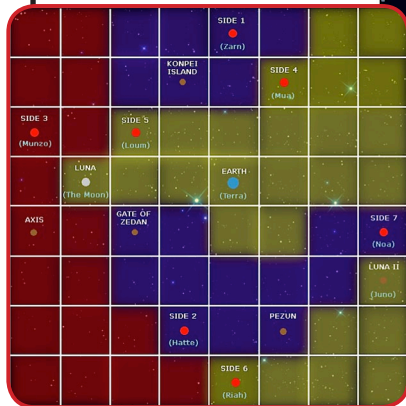 SIDE 1
(Zarn)
KONPEI
ISLAND
SIDE 4
(Mua)
SIDE 3
(Munzo)
SIDE 5
(Loum)
LUNA
(The Moon)
EARTH
(Terra)
AXIS
GATE OF
ZEDAN
SIDE 7
(Noa)
LUNA II
(Juno)
SIDE 2
(Hatte)
PEZUN
SIDE 6
(Riah)